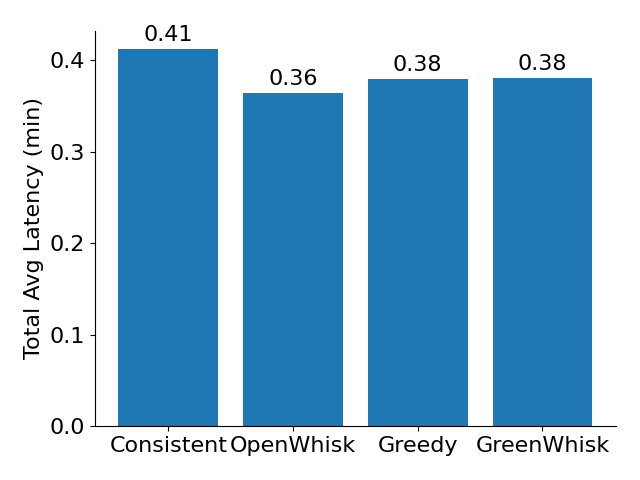 Total Avg Latency (min)
0.4
0.3
0.2
0.1
0.0
0.41
0.36
0.38
0.38
Consistent
OpenWhisk
Greedy
GreenWhisk